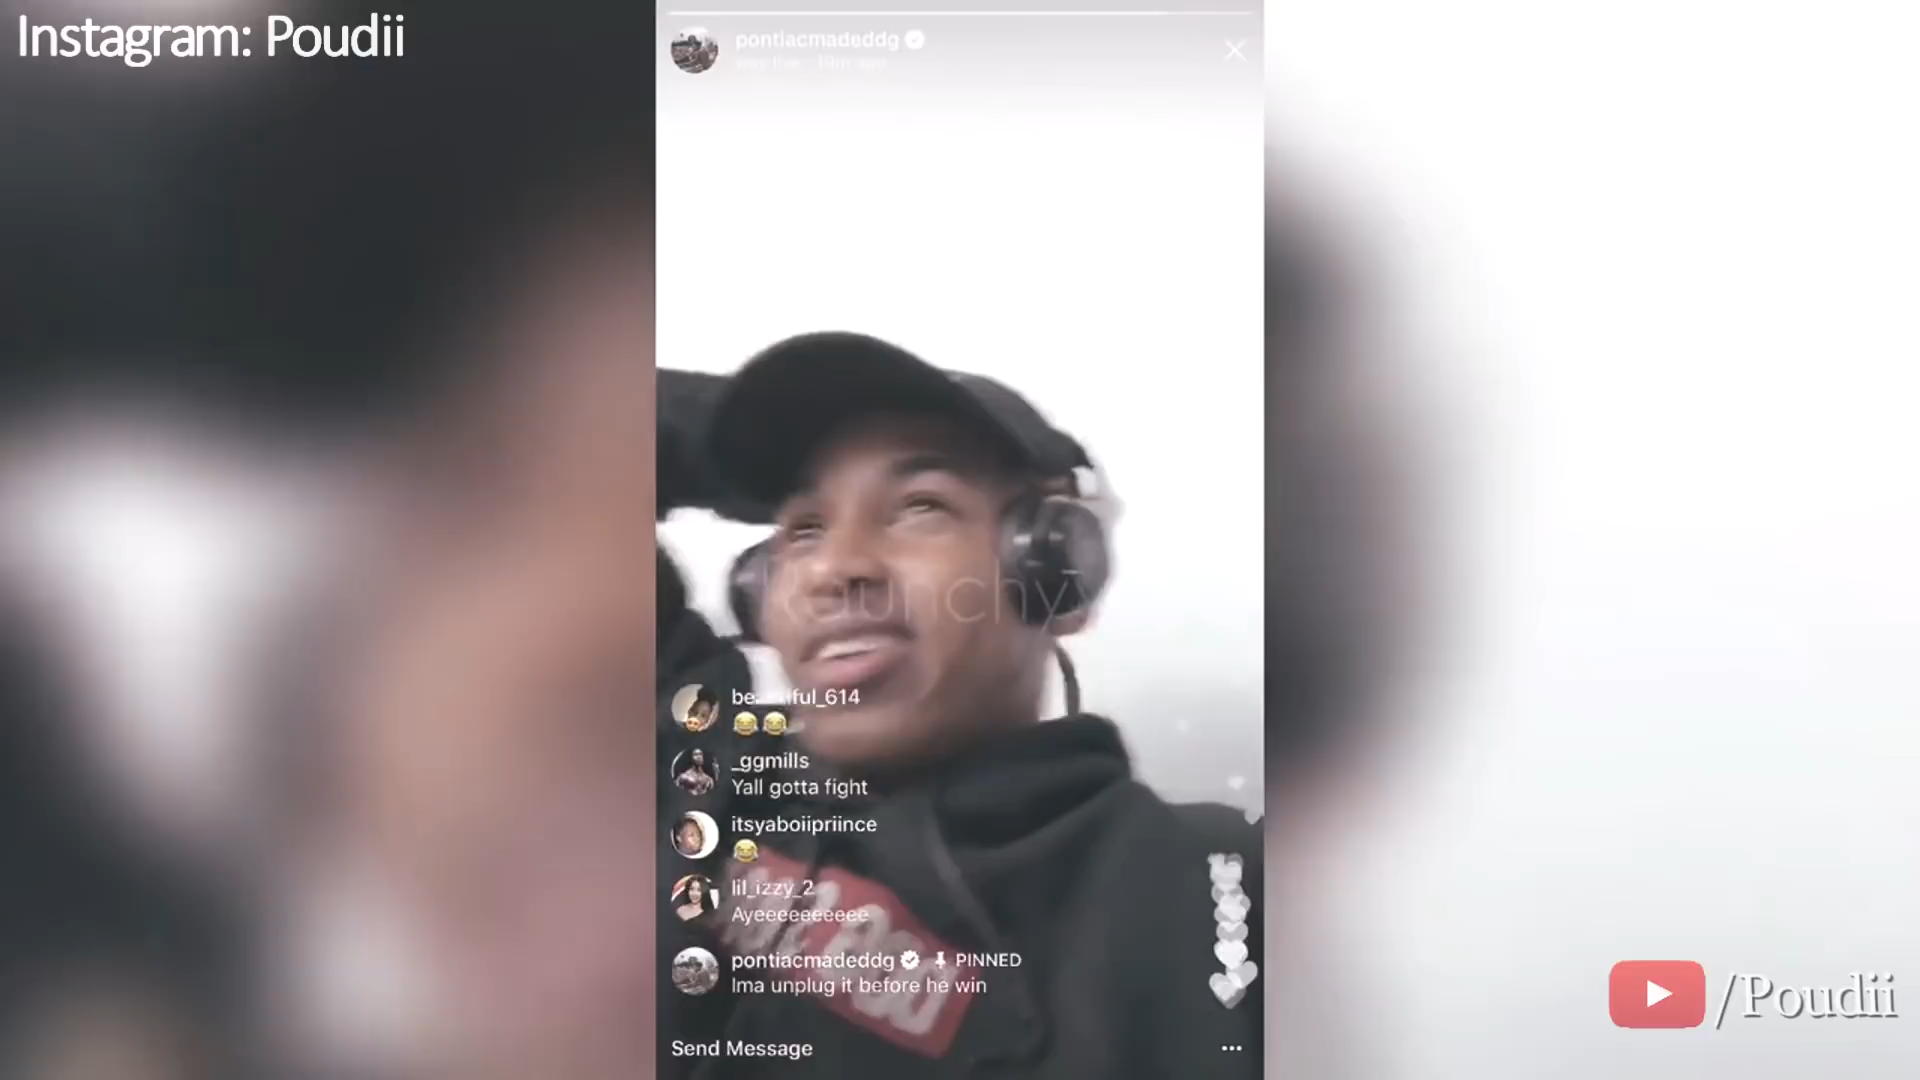 Instagram: Poudii
pontiacmadeddg
_ggmills
Yall gotta fight
itsyaboiipriince
😂
lil_izzy_2
Ayeeeeeeeeee
pontiacmadeddg PINNED
Ima unplug it before he win
Send Message
/Poudii